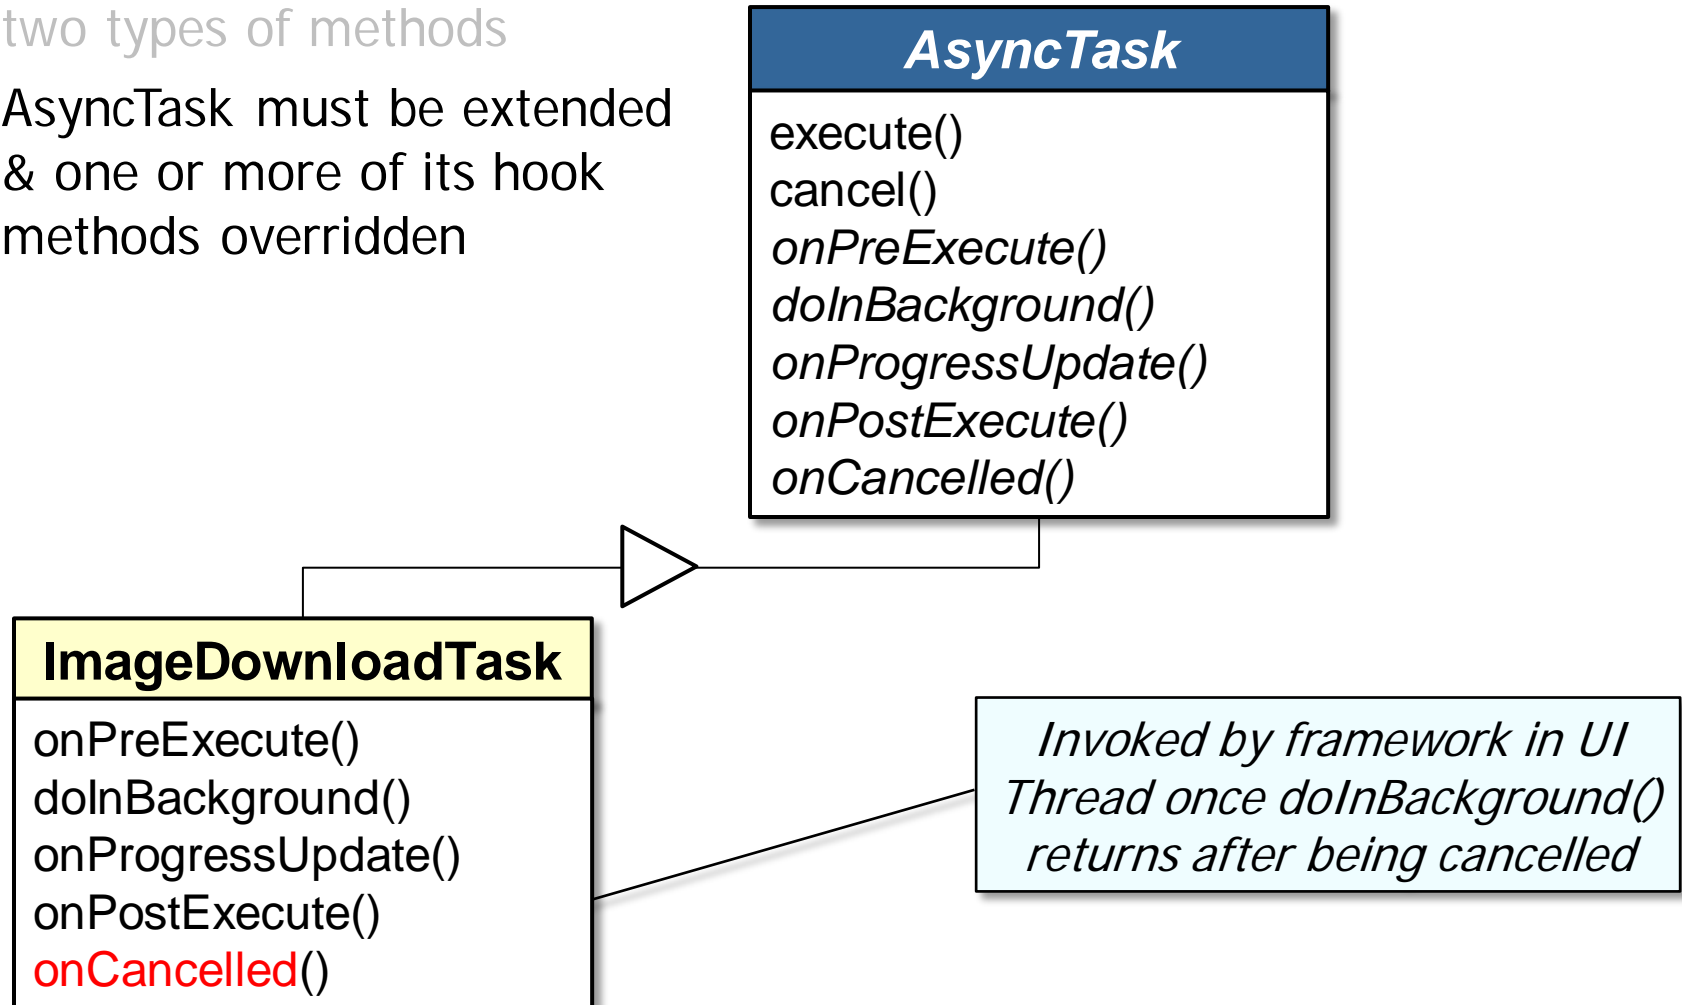 two types of methods
AsyncTask must be extended
& one or more of its hook
methods overridden
AsyncTask
execute()
cancel()
onPreExecute()
doInBackground()
onProgressUpdate()
onPostExecute()
onCancelled()
ImageDownloadTask
onPreExecute()
doInBackground()
onProgressUpdate()
onPostExecute()
onCancelled()
Invoked by framework in UI
Thread once doInBackground()
returns after being cancelled